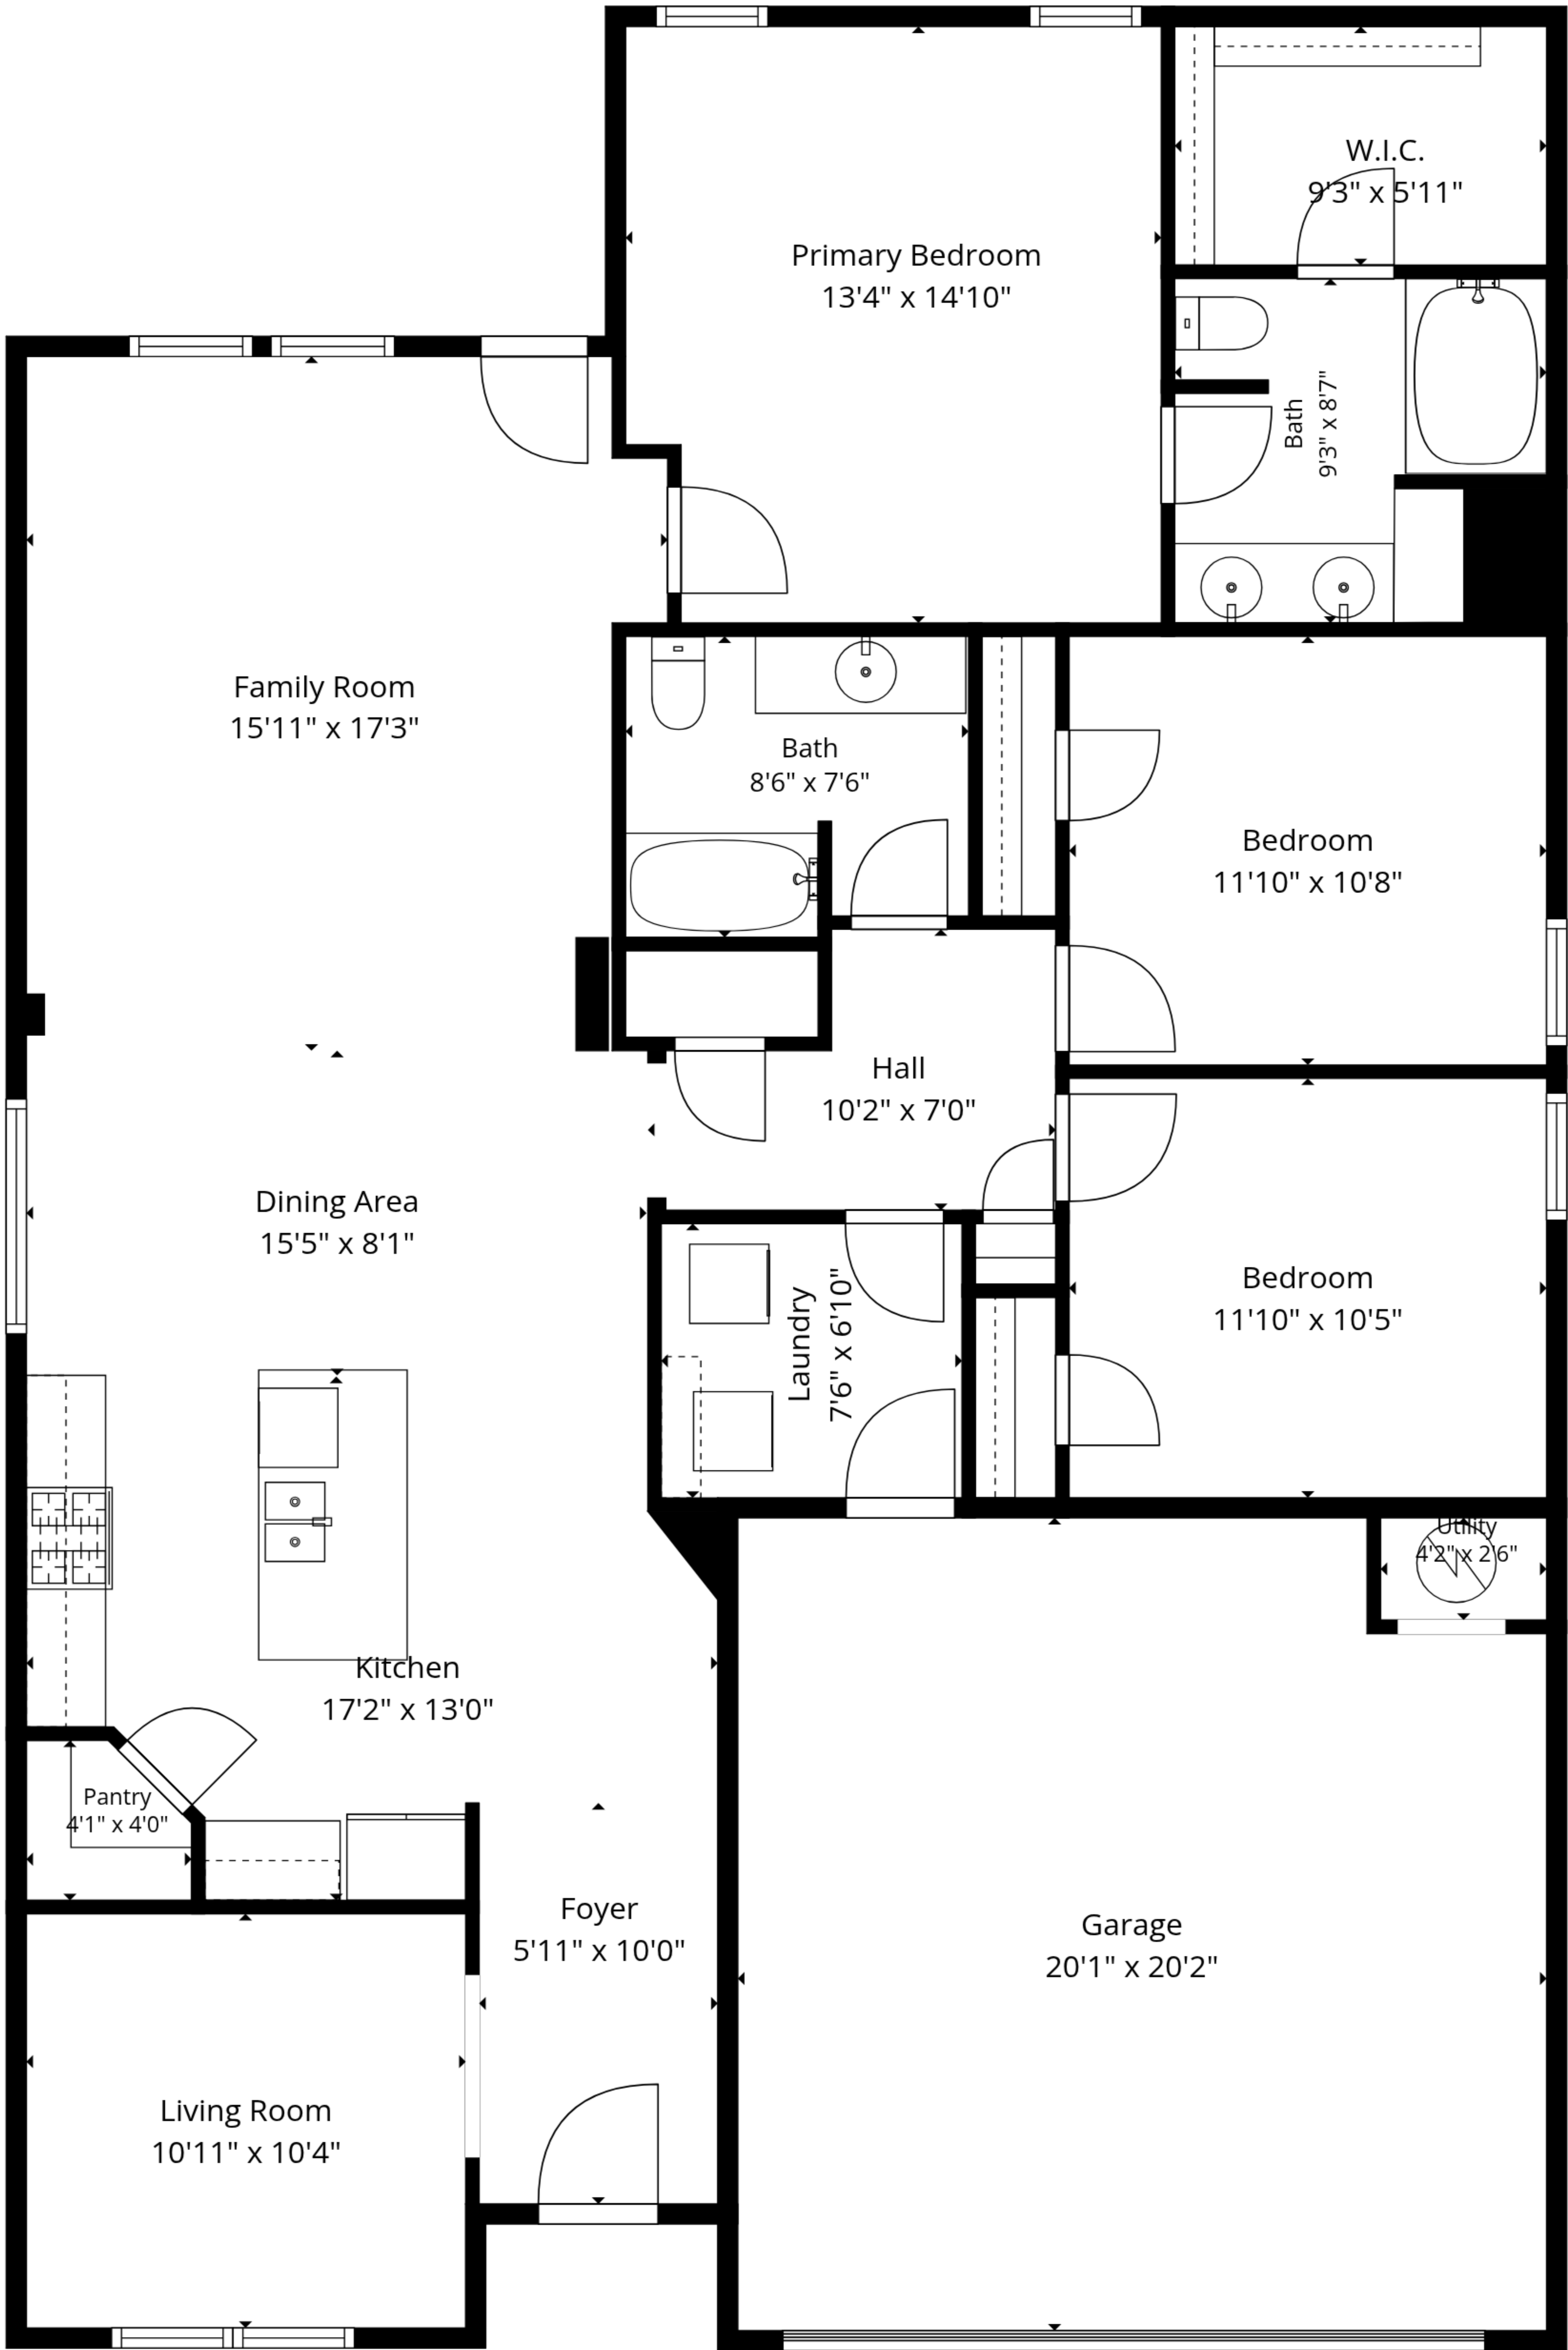 W.I.C.
9'3" x 5'11"
Primary Bedroom
13'4" x 14'10"
Bath
9'3" x 8'7"
Family Room
15'11" x 17'3"
Bath
8'6" x 7'6"
Bedroom
11'10" x 10'8"
Hall
10'2" x 7'0"
Dining Area
15'5" x 8'1"
Laundry
7'6" x 6'10"
Bedroom
11'10" x 10'5"
Utility
4'2" x 2'6"
Kitchen
17'2" x 13'0"
Pantry
4'1" x 4'0"
Foyer
5'11" x 10'0"
Garage
20'1" x 20'2"
Living Room
10'11" x 10'4"